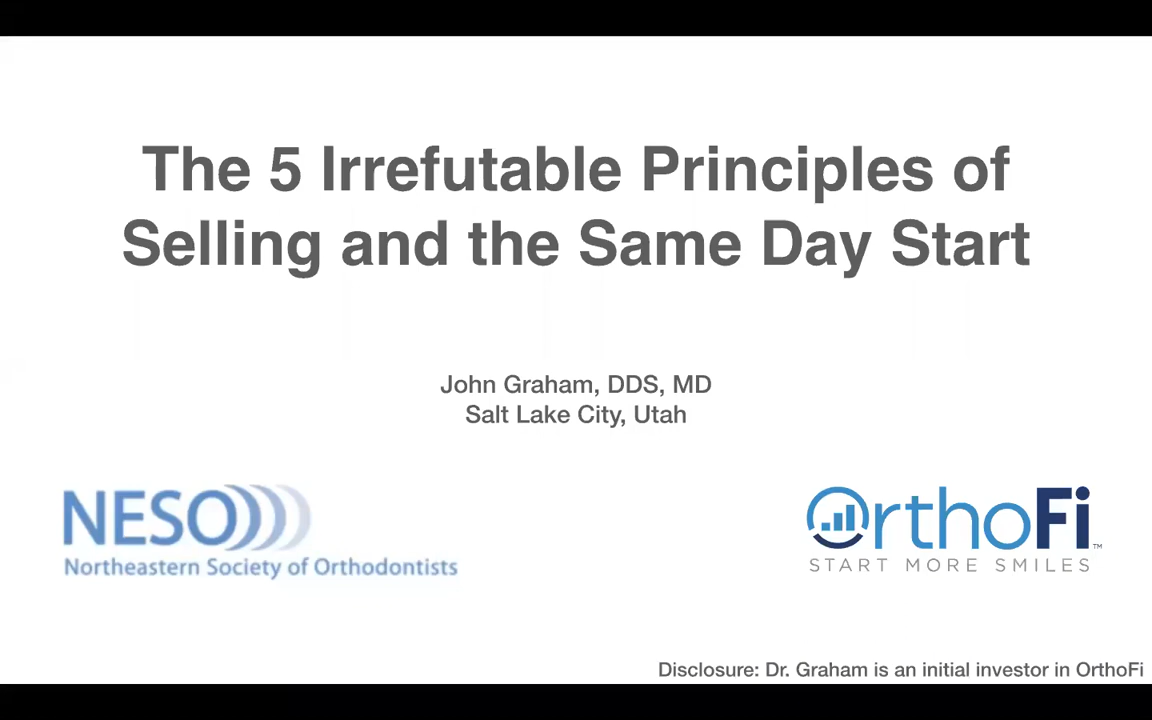 The 5 Irrefutable Principles of
Selling and the Same Day Start
John Graham, DDS, MD
Salt Lake City, Utah
NESO
Northeastern Society of Orthodontists
OrthoFi™
START MORE SMILES
Disclosure: Dr. Graham is an initial investor in OrthoFi